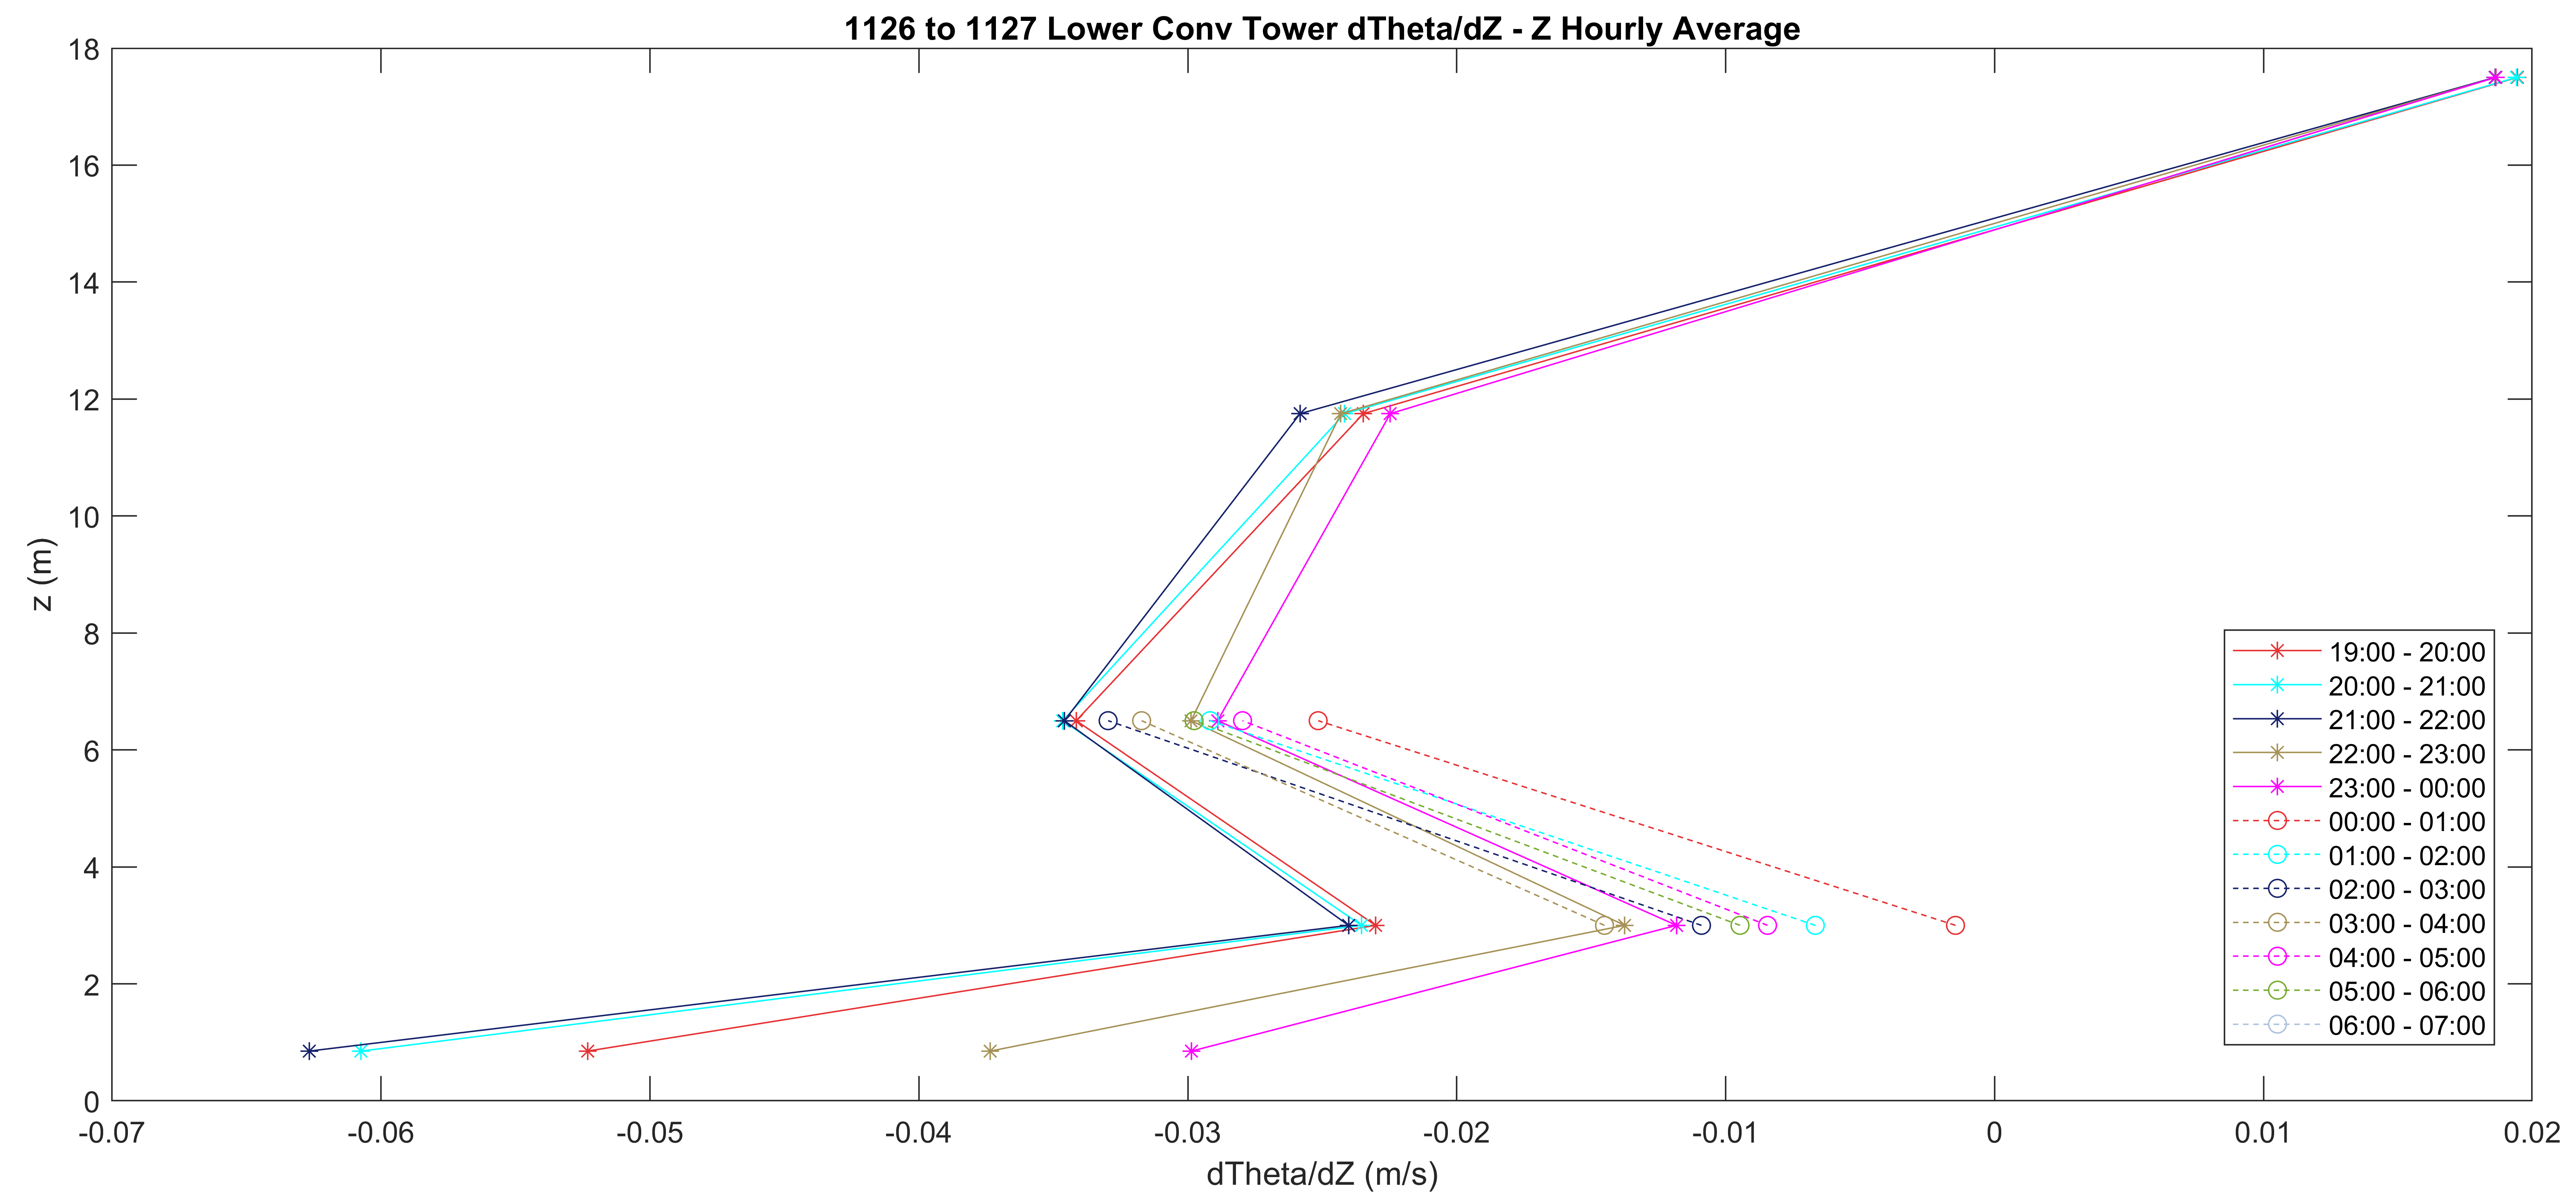 1126 to 1127 Lower Conv Tower dTheta/dZ - Z Hourly Average
18
16
14
12
10
8
6
4
2
0
z (m)
19:00 - 20:00
20:00 - 21:00
21:00 - 22:00
22:00 - 23:00
23:00 - 00:00
00:00 - 01:00
01:00 - 02:00
02:00 - 03:00
03:00 - 04:00
04:00 - 05:00
05:00 - 06:00
06:00 - 07:00
-0.07 -0.06 -0.05 -0.04 -0.03 -0.02 -0.01 0 0.01 0.02
dTheta/dZ (m/s)